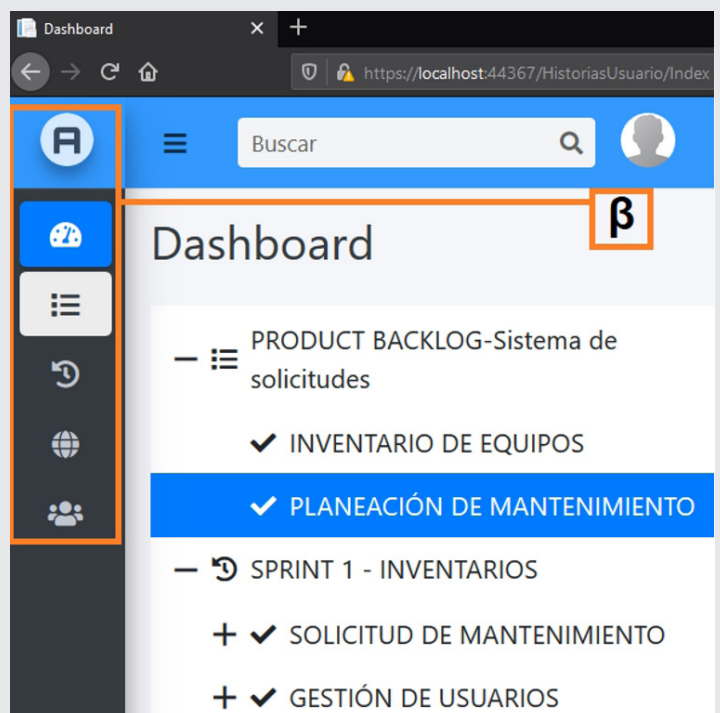 Dashboard
https://localhost:44367/HistoriasUsuario/Index
A
Buscar
β
Dashboard
PRODUCT BACKLOG-Sistema de
solicitudes
INVENTARIO DE EQUIPOS
PLANEACIÓN DE MANTENIMIENTO
SPRINT 1 - INVENTARIOS
SOLICITUD DE MANTENIMIENTO
GESTIÓN DE USUARIOS